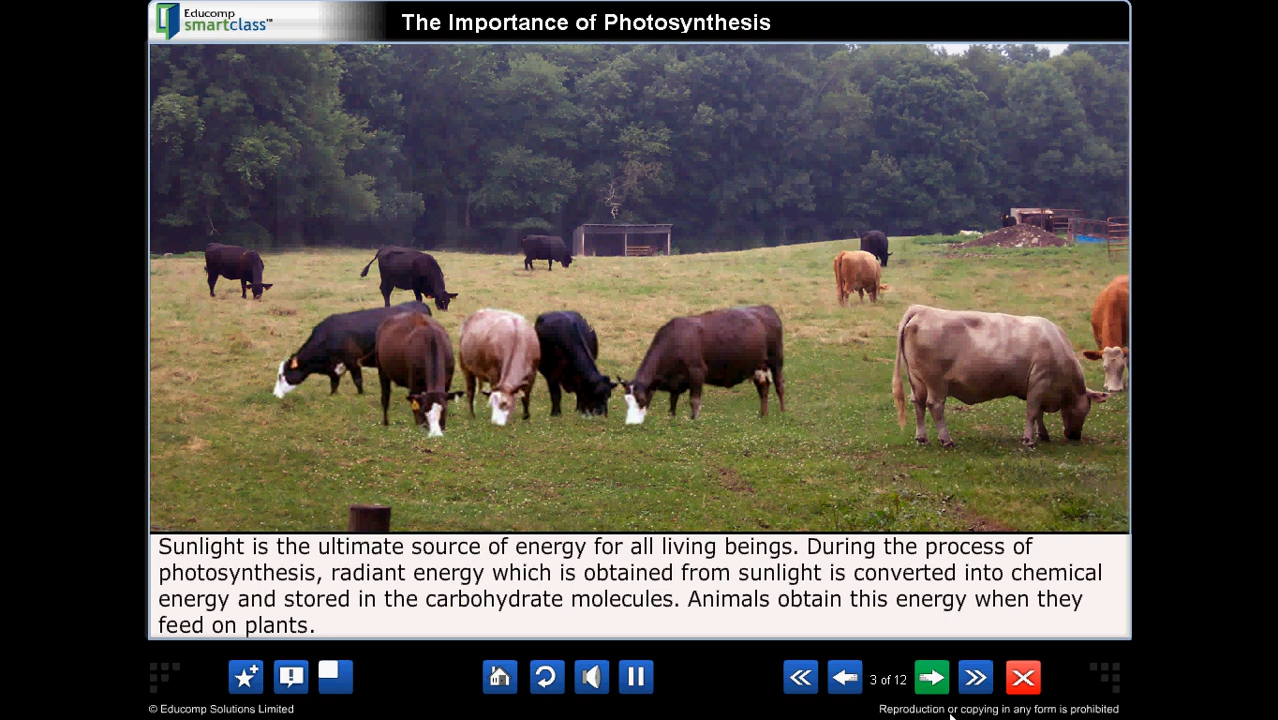 Educomp
smartclass™
The Importance of Photosynthesis
Sunlight is the ultimate source of energy for all living beings. During the process of
photosynthesis, radiant energy which is obtained from sunlight is converted into chemical
energy and stored in the carbohydrate molecules. Animals obtain this energy when they
feed on plants.
3 of 12
© Educomp Solutions Limited
Reproduction or copying in any form is prohibited